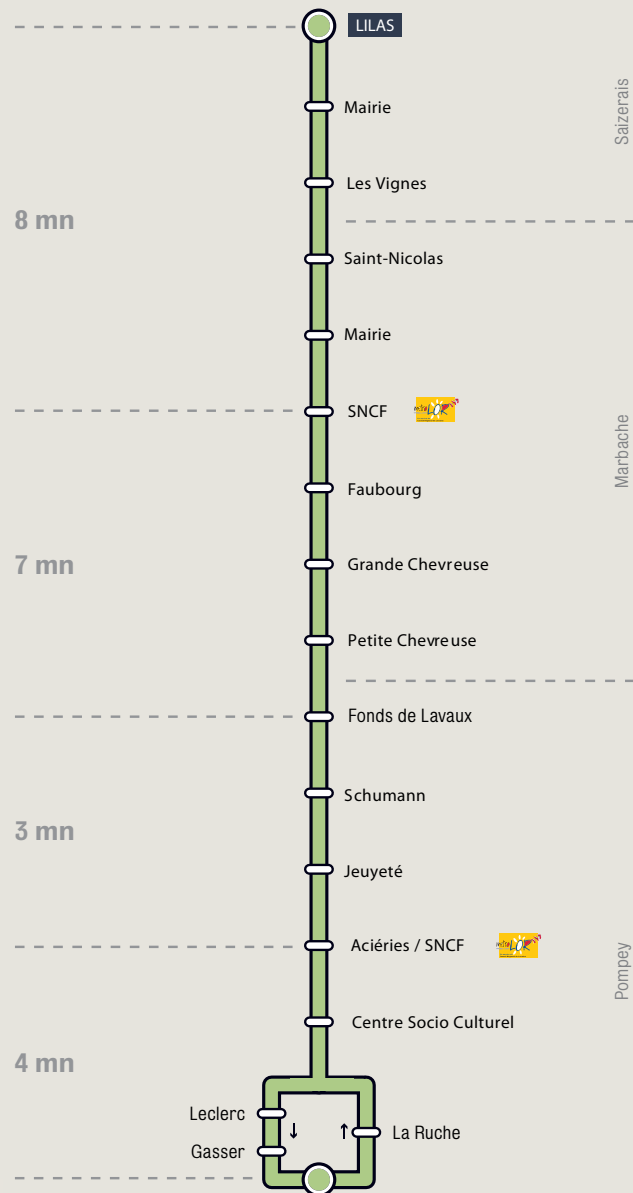 LILAS
Mairie
Saizerais
Les Vignes
8 mn
Saint-Nicolas
Mairie
SNCF
LOR
Marbache
Faubourg
7 mn
Grande Chevreuse
Petite Chevreuse
Fonds de Lavaux
Schumann
3 mn
Jeuyeté
Aciéries / SNCF
LOR
Pompey
Centre Socio Culturel
4 mn
Leclerc
↓
↑
La Ruche
Gasser